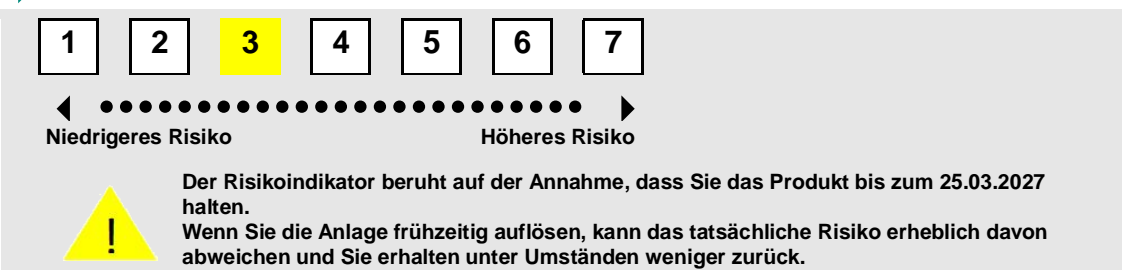 1 2 3 4 5 6 7
Niedrigeres Risiko Höheres Risiko
Der Risikoindikator beruht auf der Annahme, dass Sie das Produkt bis zum 25.03.2027
halten.
!
Wenn Sie die Anlage frühzeitig auflösen, kann das tatsächliche Risiko erheblich davon
abweichen und Sie erhalten unter Umständen weniger zurück.